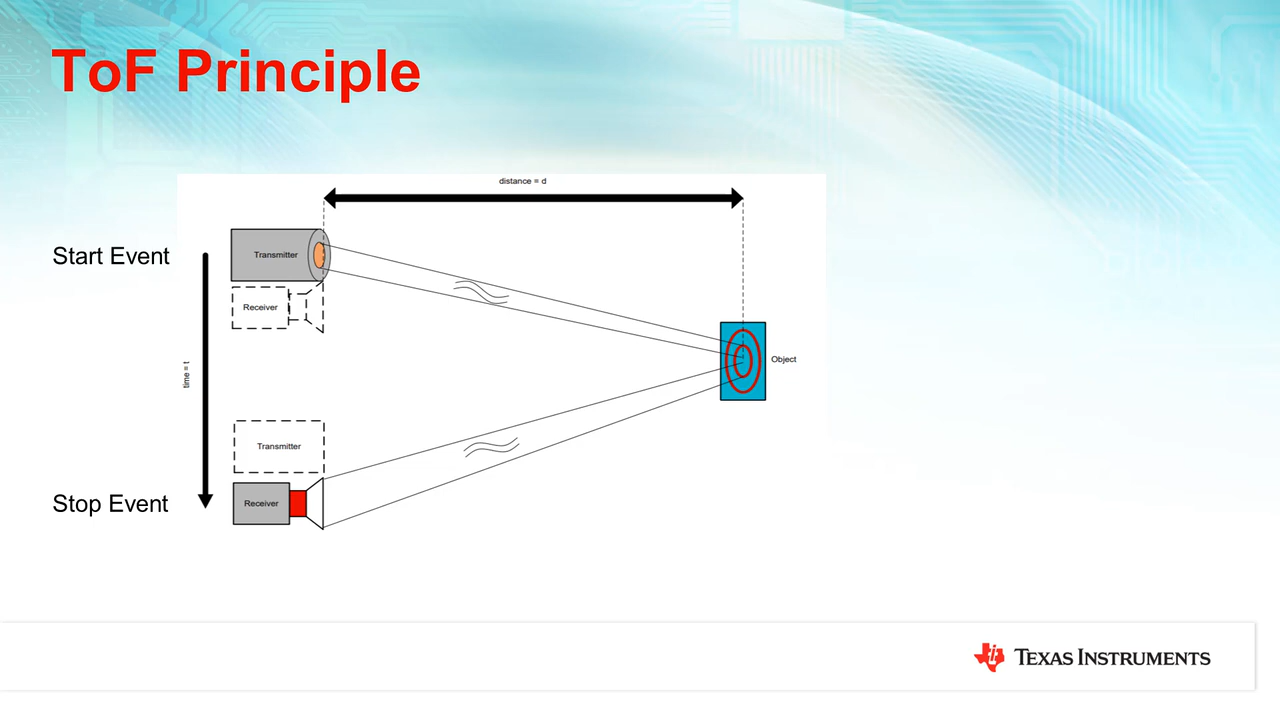 ToF Principle
distance = d
Start Event
Transmitter
Receiver
time = t
Object
Transmitter
Stop Event
Receiver
TEXAS INSTRUMENTS